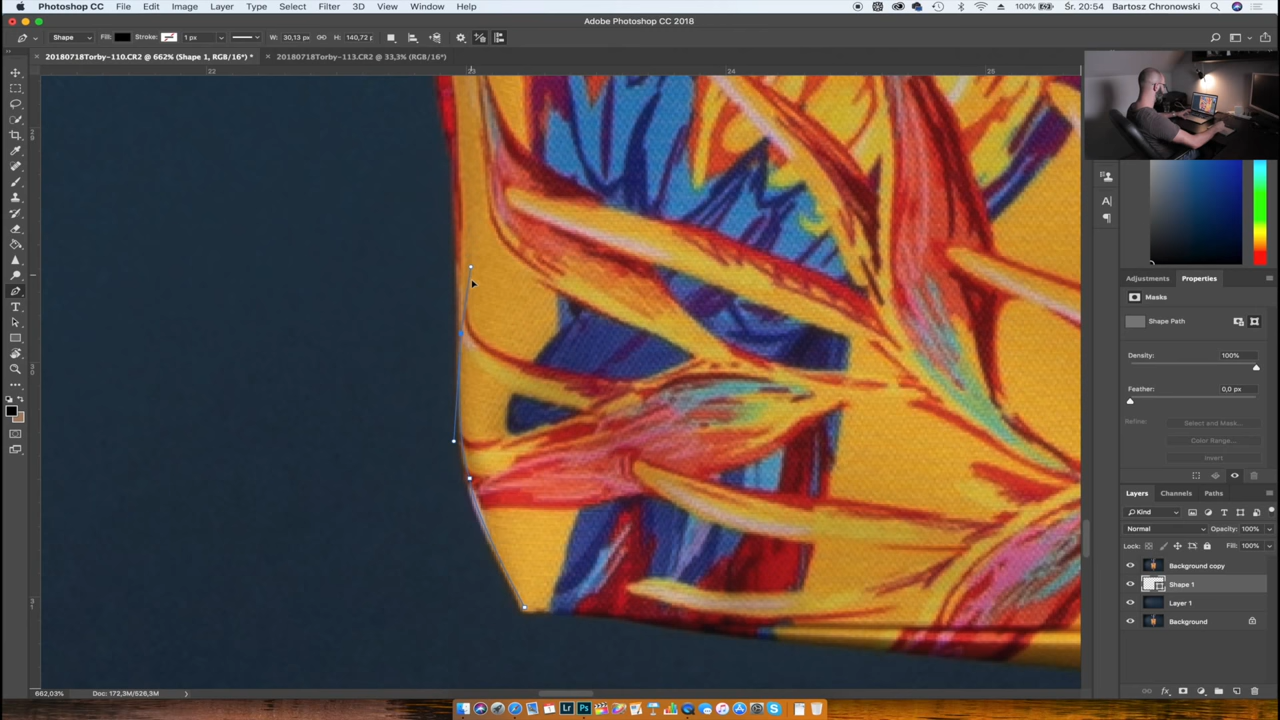 Photoshop CC File Edit Image Layer Type Select Filter 3D View Window Help 100% Śr. 20:54 Bartosz Chronowski
Adobe Photoshop CC 2018
Shape Fill: Stroke: 1 px W: 30,13 px H: 140,72 p
20180718Torby-110.CR2 @ 662% (Shape 1, RGB/16*) * 20180718Torby-113.CR2 @ 33,3% (RGB/16*)
22 23 24 25
Adjustments Properties
Masks
Shape Path
Density: 100%
Feather: 0,0 px
Refine: Select and Mask...
Color Range...
Invert
Layers Channels Paths
Kind
Normal Opacity: 100%
Lock: Fill: 100%
Background copy
Shape 1
Layer 1
Background
662,03% Doc: 172,3M/526,3M